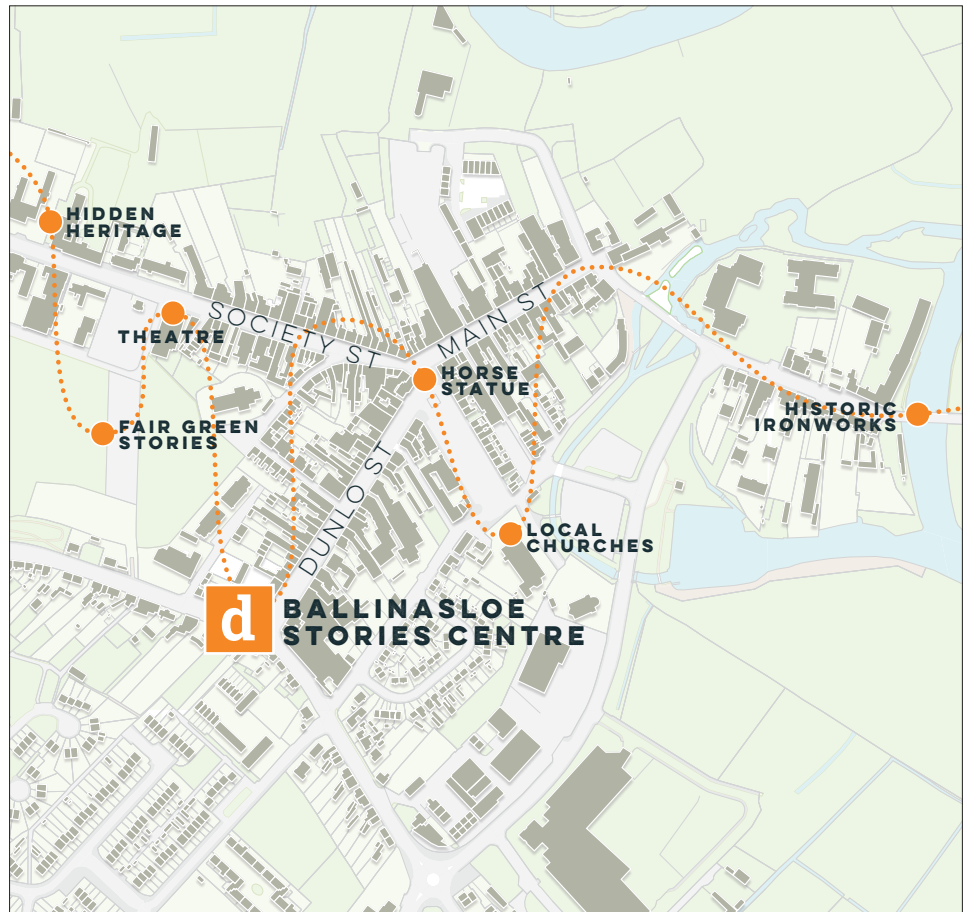 HIDDEN
HERITAGE
THEATRE
SOCIETY ST
MAIN ST
HORSE
STATUE
FAIR GREEN
STORIES
HISTORIC
IRONWORKS
DUNLO ST
LOCAL
CHURCHES
d
BALLINASLOE
STORIES CENTRE